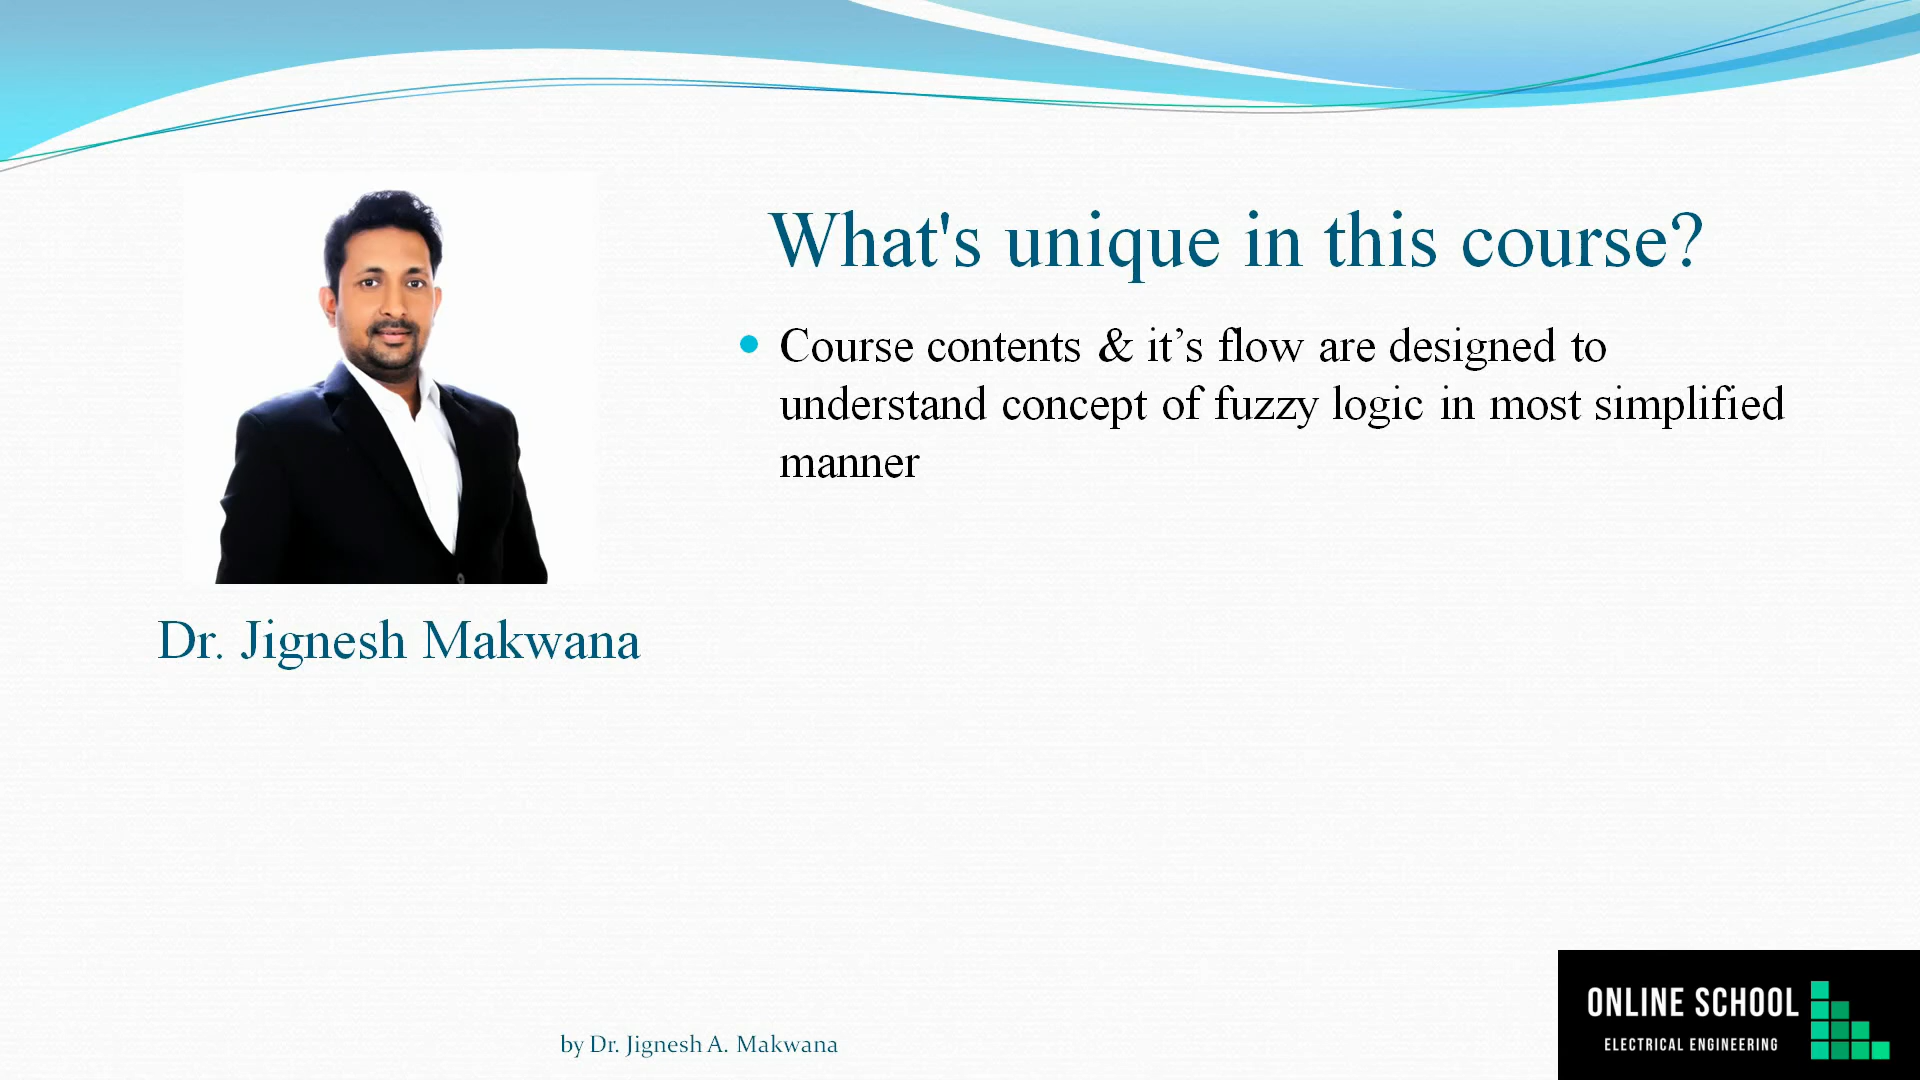 What's unique in this course?
Course contents & it’s flow are designed to
understand concept of fuzzy logic in most simplified
manner
Dr. Jignesh Makwana
by Dr. Jignesh A. Makwana
ONLINE SCHOOL
ELECTRICAL ENGINEERING